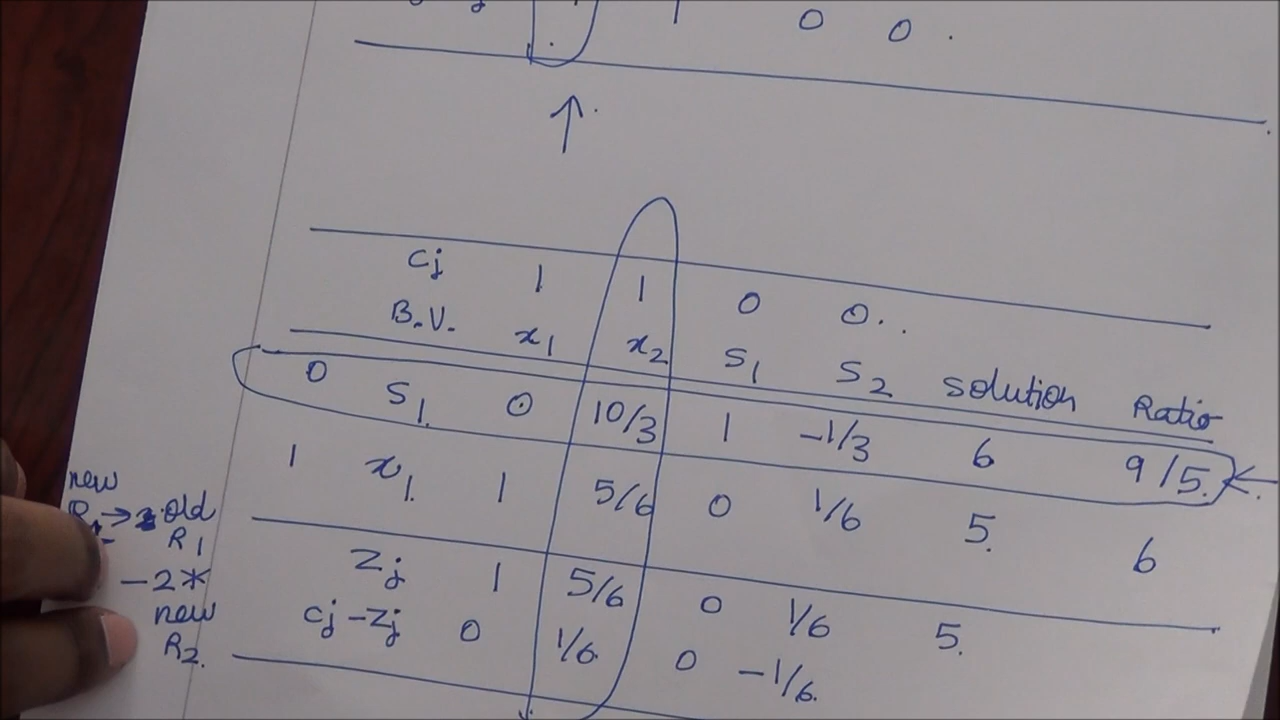 1 0 0 .
Cj 1 1 0 0 . .
B.V. x1 x2 S1 S2 Solution Ratio
0 S1 0 10/3 1 -1/3 6 9/5
1 x1 1 5/6 0 1/6 5 6
Zj 1 5/6 0 1/6 5
Cj-Zj 0 1/6 0 -1/6
new
→ old
R1
-2*
new
R2